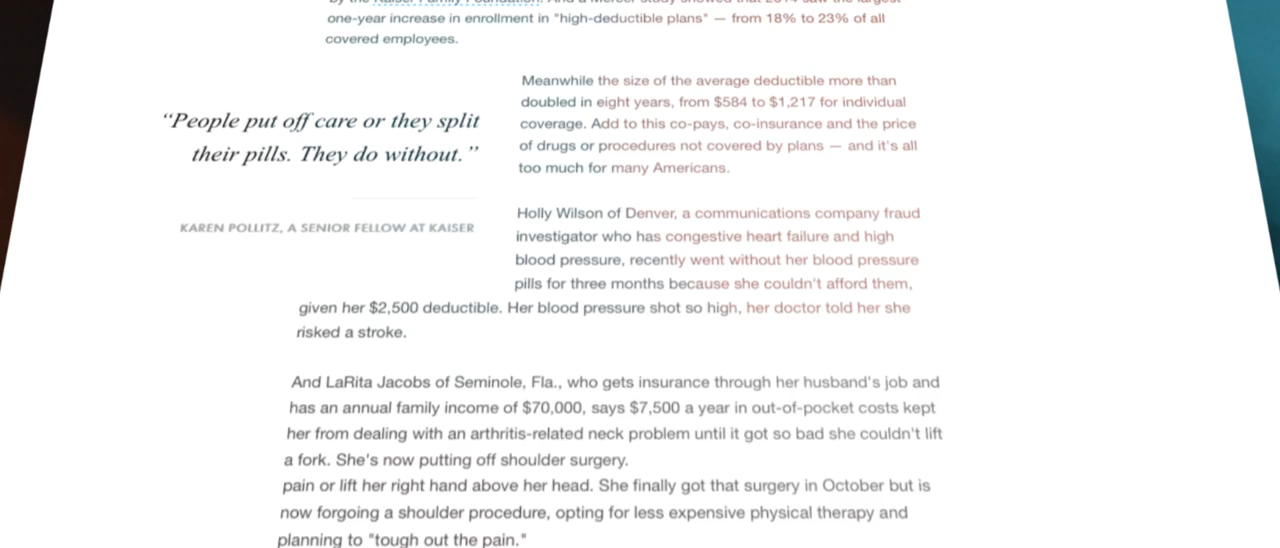 one-year increase in enrollment in "high-deductible plans" — from 18% to 23% of all
covered employees.
Meanwhile the size of the average deductible more than
doubled in eight years, from $584 to $1,217 for individual
coverage. Add to this co-pays, co-insurance and the price
of drugs or procedures not covered by plans — and it's all
too much for many Americans.
“People put off care or they split
their pills. They do without.”
KAREN POLLITZ, A SENIOR FELLOW AT KAISER
Holly Wilson of Denver, a communications company fraud
investigator who has congestive heart failure and high
blood pressure, recently went without her blood pressure
pills for three months because she couldn't afford them,
given her $2,500 deductible. Her blood pressure shot so high, her doctor told her she
risked a stroke.
And LaRita Jacobs of Seminole, Fla., who gets insurance through her husband's job and
has an annual family income of $70,000, says $7,500 a year in out-of-pocket costs kept
her from dealing with an arthritis-related neck problem until it got so bad she couldn't lift
a fork. She's now putting off shoulder surgery.
pain or lift her right hand above her head. She finally got that surgery in October but is
now forgoing a shoulder procedure, opting for less expensive physical therapy and
planning to "tough out the pain."